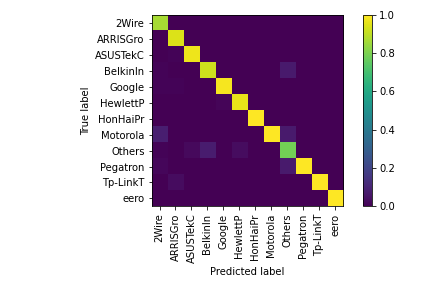 2Wire
ARRISGro
ASUSTekC
BelkinIn
Google
HewlettP
HonHaiPr
Motorola
Others
Pegatron
Tp-LinkT
eero
True label
2Wire
ARRISGro
ASUSTekC
BelkinIn
Google
HewlettP
HonHaiPr
Motorola
Others
Pegatron
Tp-LinkT
eero
Predicted label
1.0
0.8
0.6
0.4
0.2
0.0